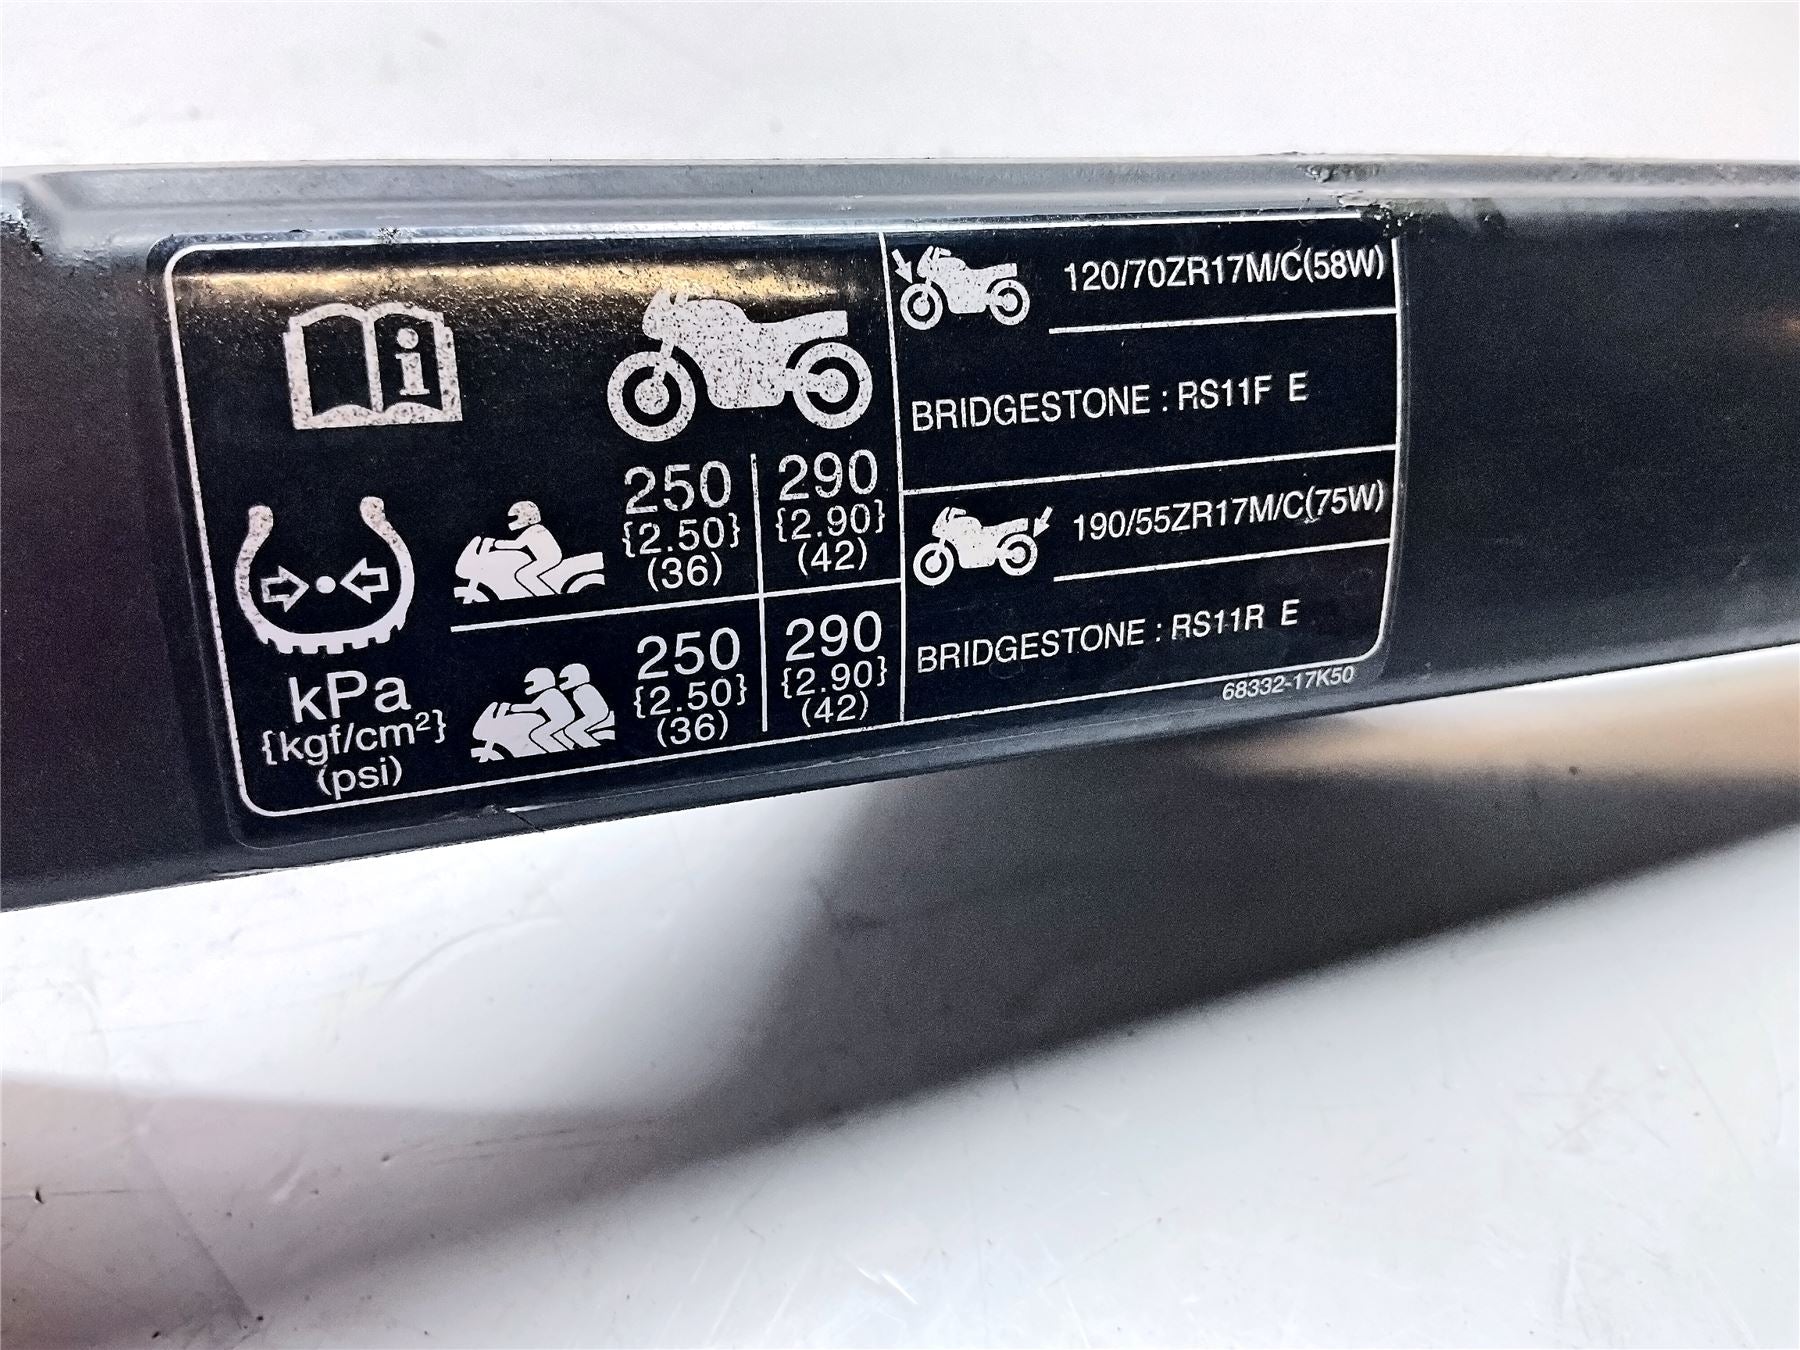 i
250 290
{2.50} {2.90}
(36) (42)
250 290
{2.50} {2.90}
(36) (42)
kPa
{kgf/cm²}
(psi)
120/70ZR17M/C(58W)
BRIDGESTONE : RS11F E
190/55ZR17M/C(75W)
BRIDGESTONE : RS11R E
68332-17K50